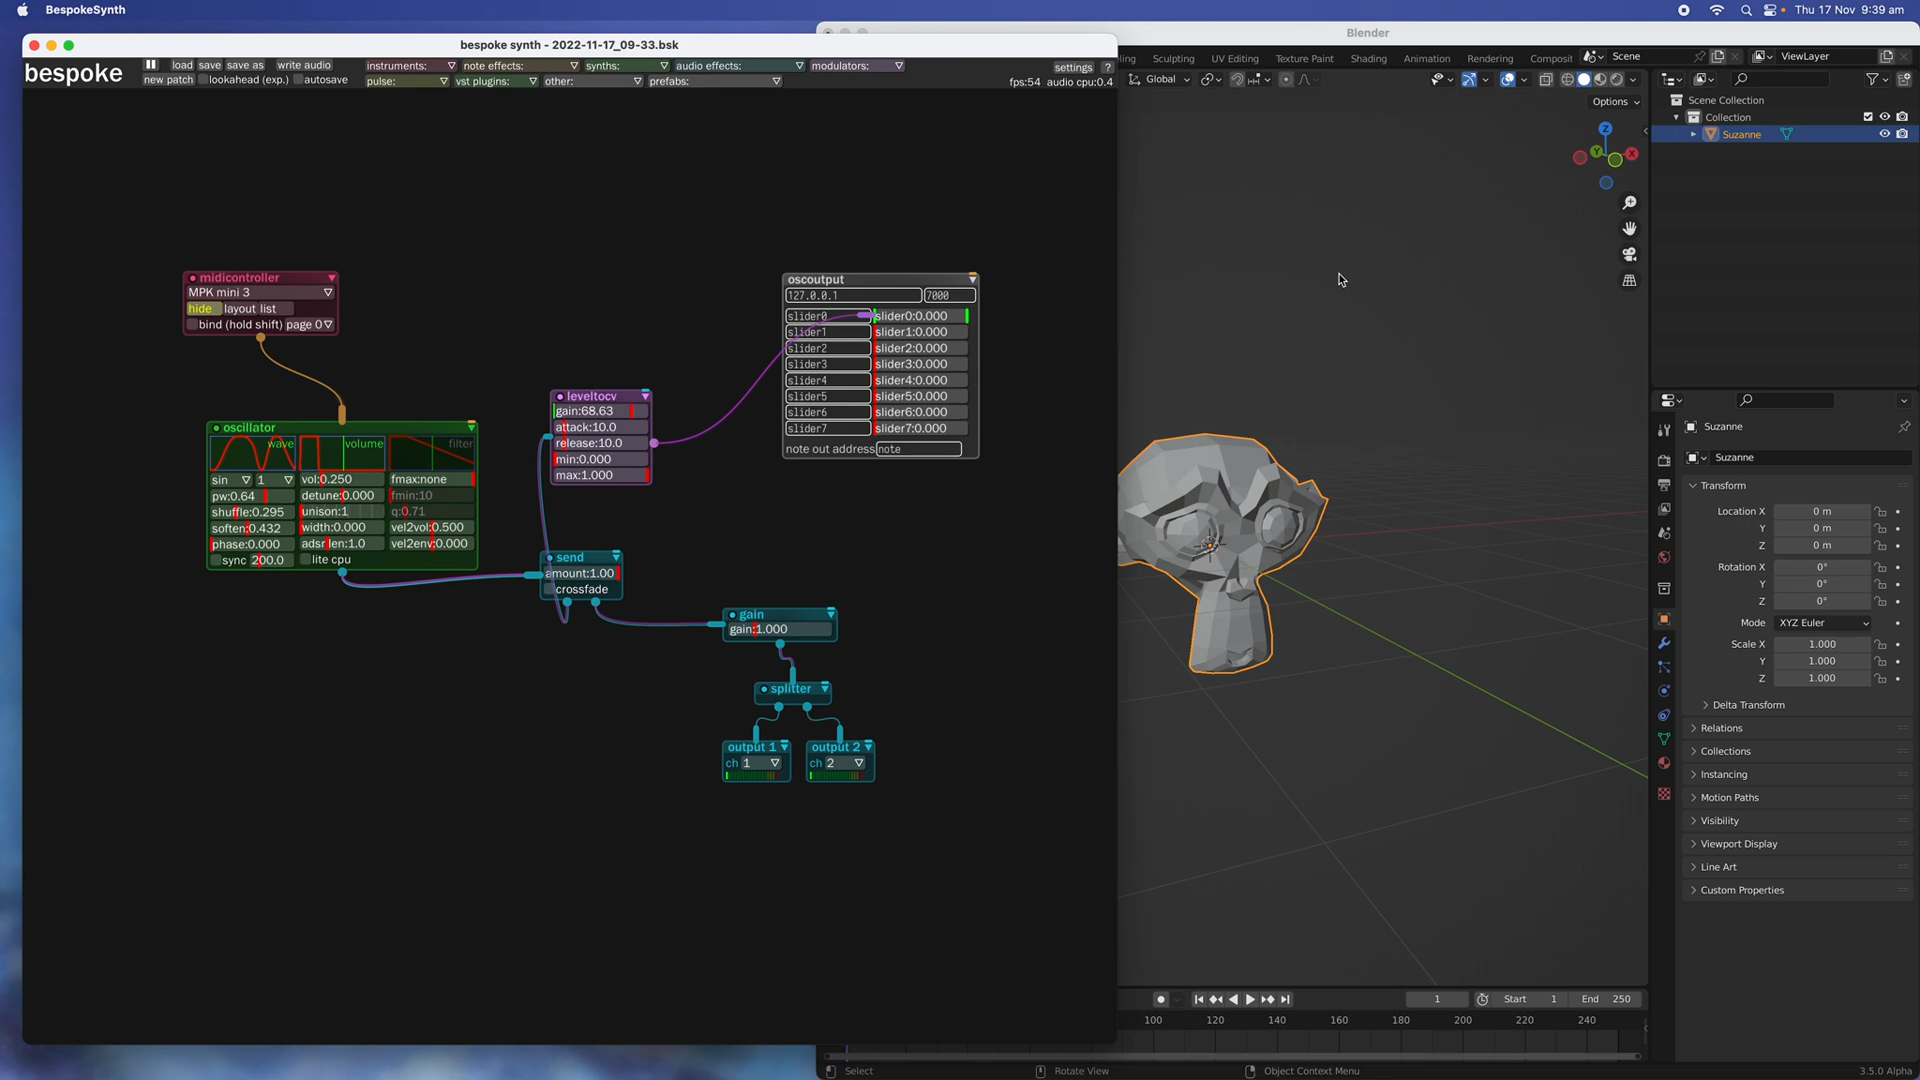 BespokeSynth
Thu 17 Nov 9:39 am
bespoke synth - 2022-11-17_09-33.bsk
bespoke
load save save as write audio
new patch lookahead (exp.) autosave
instruments: note effects: synths: audio effects: modulators:
pulse: vst plugins: other: prefabs:
settings ?
fps:54 audio cpu:0.4
midicontroller
MPK mini 3
hide layout list
bind (hold shift) page 0
oscillator
wave volume filter
sin 1 vol:0.250 fmax:none
pw:0.64 detune:0.000 fmin:10
shuffle:0.295 unison:1 q:0.71
soften:0.432 width:0.000 vel2vol:0.500
phase:0.000 adsr len:1.0 vel2env:0.000
sync 200.0 lite cpu
leveltocv
gain:68.63
attack:10.0
release:10.0
min:0.000
max:1.000
send
amount:1.00
crossfade
oscoutput
127.0.0.1 7000
slider0 slider0:0.000
slider1 slider1:0.000
slider2 slider2:0.000
slider3 slider3:0.000
slider4 slider4:0.000
slider5 slider5:0.000
slider6 slider6:0.000
slider7 slider7:0.000
note out address note
gain
gain:1.000
splitter
output 1 output 2
ch 1 ch 2
Blender
ling Sculpting UV Editing Texture Paint Shading Animation Rendering Composit Scene ViewLayer
Global
Options
Z
Y
X
Scene Collection
Collection
Suzanne
Suzanne
Suzanne
Transform
Location X 0 m
Y 0 m
Z 0 m
Rotation X 0°
Y 0°
Z 0°
Mode XYZ Euler
Scale X 1.000
Y 1.000
Z 1.000
Delta Transform
Relations
Collections
Instancing
Motion Paths
Visibility
Viewport Display
Line Art
Custom Properties
1 Start 1 End 250
100 120 140 160 180 200 220 240
Select Rotate View Object Context Menu 3.5.0 Alpha